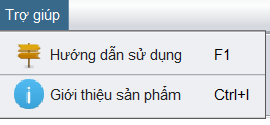 Trợ giúp
Hướng dẫn sử dụng F1
Giới thiệu sản phẩm Ctrl+I